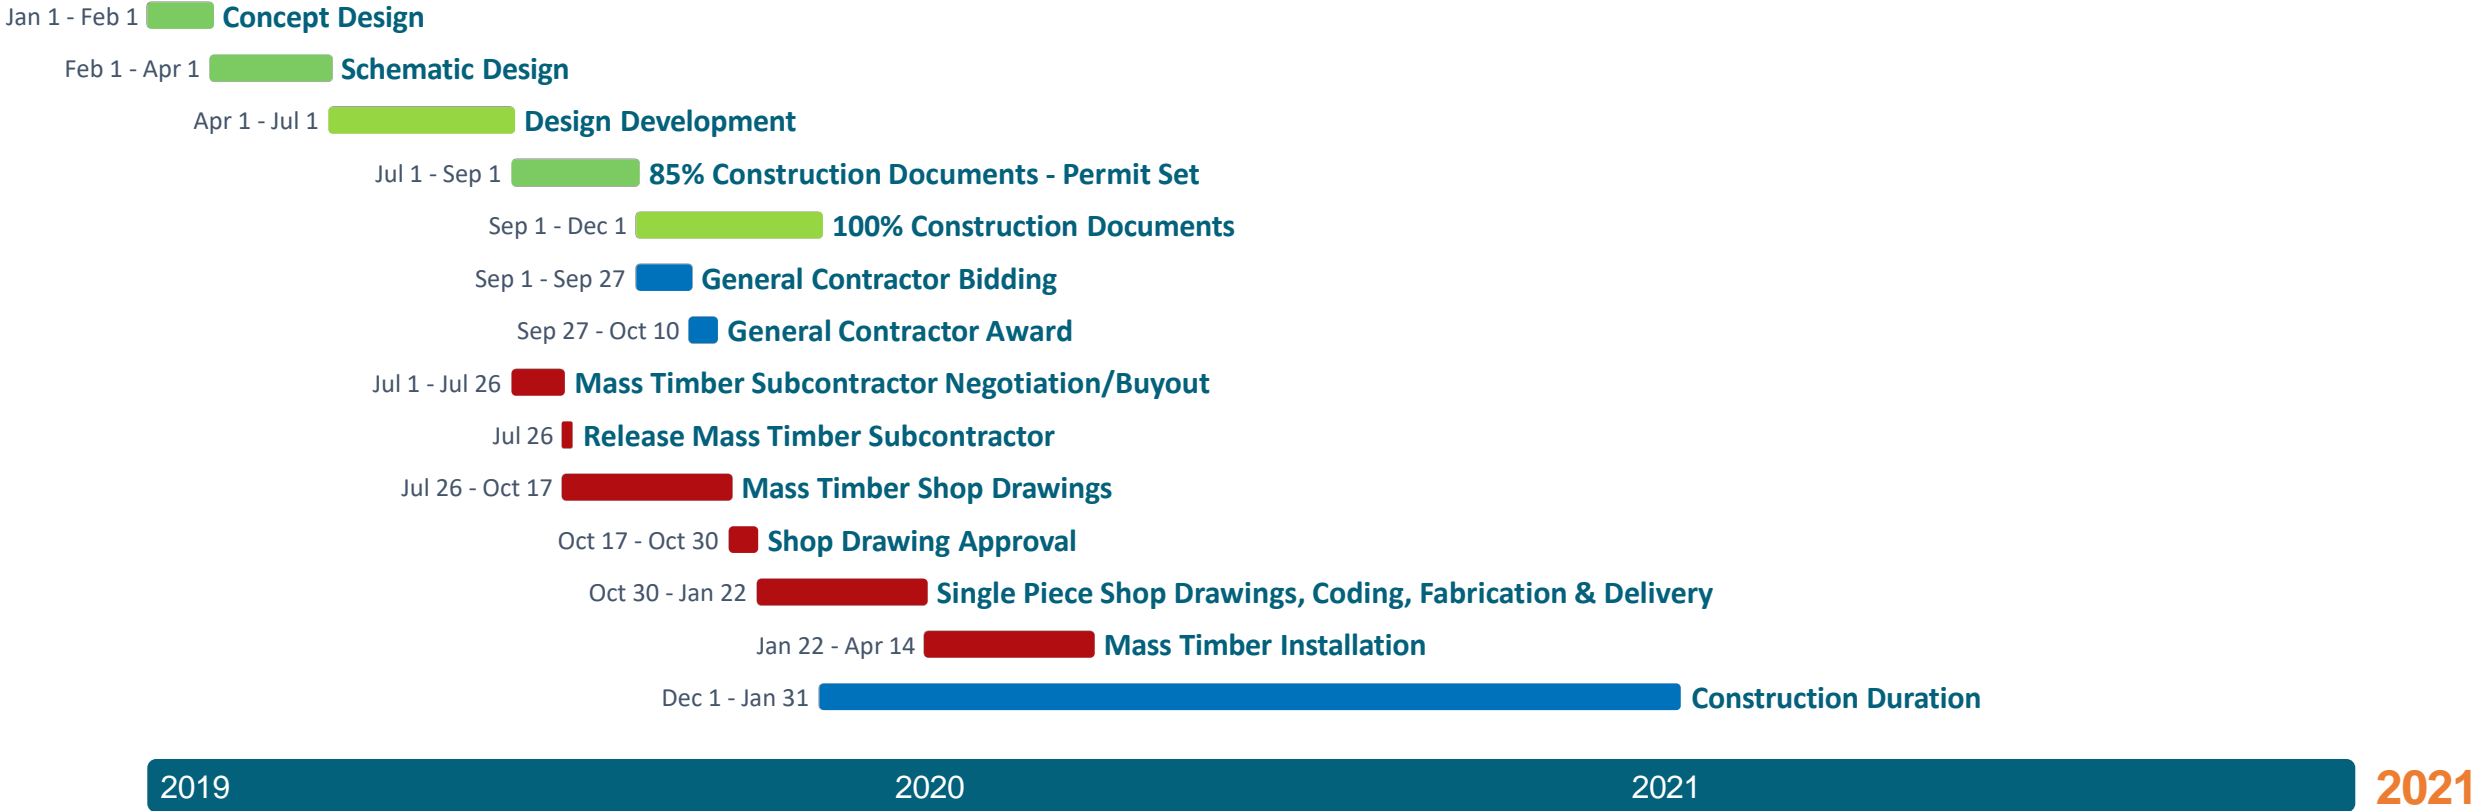 Jan 1 - Feb 1 Concept Design
Feb 1 - Apr 1 Schematic Design
Apr 1 - Jul 1 Design Development
Jul 1 - Sep 1 85% Construction Documents - Permit Set
Sep 1 - Dec 1 100% Construction Documents
Sep 1 - Sep 27 General Contractor Bidding
Sep 27 - Oct 10 General Contractor Award
Jul 1 - Jul 26 Mass Timber Subcontractor Negotiation/Buyout
Jul 26 Release Mass Timber Subcontractor
Jul 26 - Oct 17 Mass Timber Shop Drawings
Oct 17 - Oct 30 Shop Drawing Approval
Oct 30 - Jan 22 Single Piece Shop Drawings, Coding, Fabrication & Delivery
Jan 22 - Apr 14 Mass Timber Installation
Dec 1 - Jan 31 Construction Duration
2019 2020 2021 2021